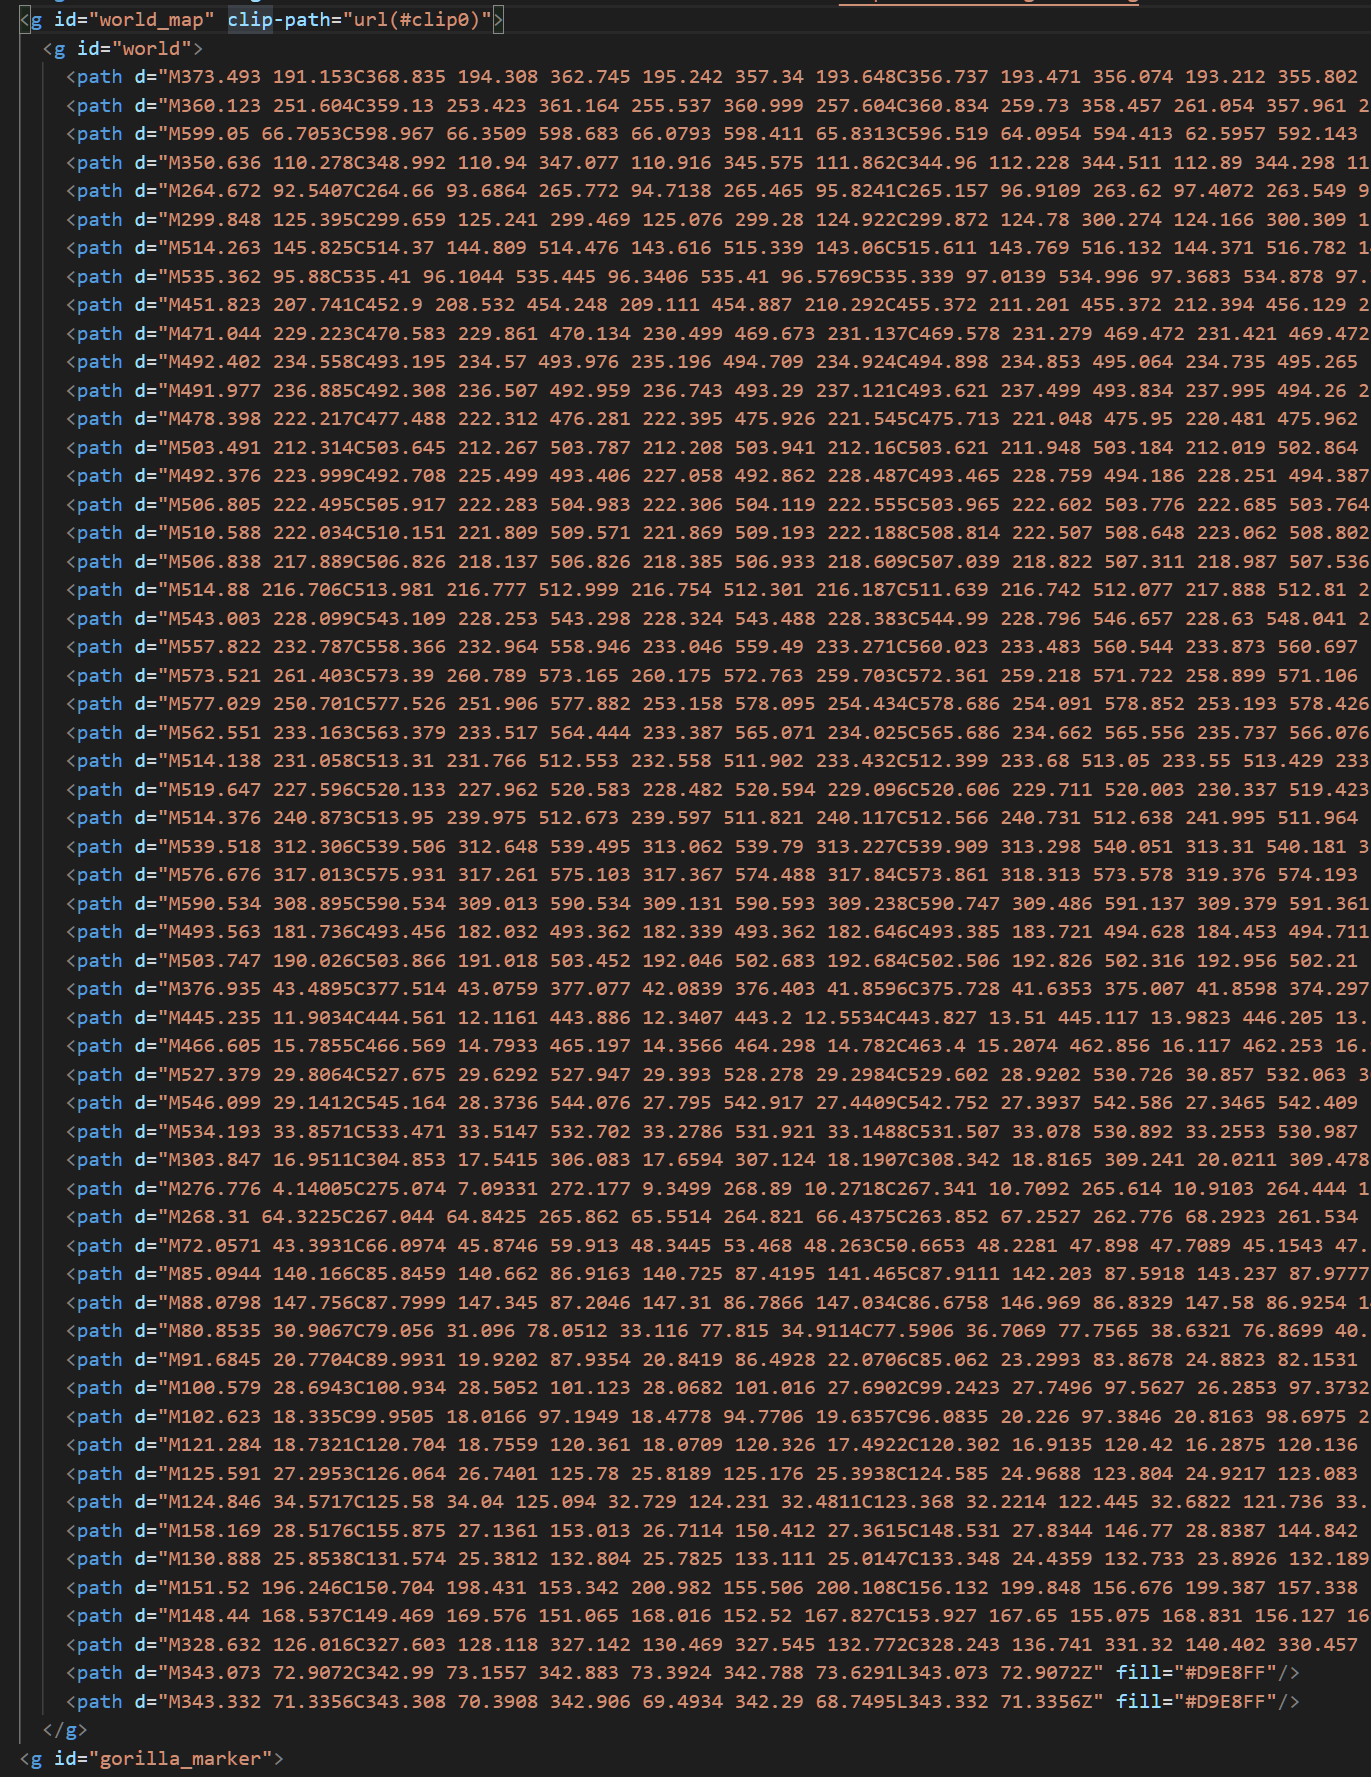 <g id="world_map" clip-path="url(#clip0)">
<g id="world">
<path d="M373.493 191.153C368.835 194.308 362.745 195.242 357.34 193.648C356.737 193.471 356.074 193.212 355.802
<path d="M360.123 251.604C359.13 253.423 361.164 255.537 360.999 257.604C360.834 259.73 358.457 261.054 357.961 2
<path d="M599.05 66.7053C598.967 66.3509 598.683 66.0793 598.411 65.8313C596.519 64.0954 594.413 62.5957 592.143
<path d="M350.636 110.278C348.992 110.94 347.077 110.916 345.575 111.862C344.96 112.228 344.511 112.89 344.298 11
<path d="M264.672 92.5407C264.66 93.6864 265.772 94.7138 265.465 95.8241C265.157 96.9109 263.62 97.4072 263.549 9
<path d="M299.848 125.395C299.659 125.241 299.469 125.076 299.28 124.922C299.872 124.78 300.274 124.166 300.309 1
<path d="M514.263 145.825C514.37 144.809 514.476 143.616 515.339 143.06C515.611 143.769 516.132 144.371 516.782 1
<path d="M535.362 95.88C535.41 96.1044 535.445 96.3406 535.41 96.5769C535.339 97.0139 534.996 97.3683 534.878 97.
<path d="M451.823 207.741C452.9 208.532 454.248 209.111 454.887 210.292C455.372 211.201 455.372 212.394 456.129 2
<path d="M471.044 229.223C470.583 229.861 470.134 230.499 469.673 231.137C469.578 231.279 469.472 231.421 469.472
<path d="M492.402 234.558C493.195 234.57 493.976 235.196 494.709 234.924C494.898 234.853 495.064 234.735 495.265
<path d="M491.977 236.885C492.308 236.507 492.959 236.743 493.29 237.121C493.621 237.499 493.834 237.995 494.26 2
<path d="M478.398 222.217C477.488 222.312 476.281 222.395 475.926 221.545C475.713 221.048 475.95 220.481 475.962
<path d="M503.491 212.314C503.645 212.267 503.787 212.208 503.941 212.16C503.621 211.948 503.184 212.019 502.864
<path d="M492.376 223.999C492.708 225.499 493.406 227.058 492.862 228.487C493.465 228.759 494.186 228.251 494.387
<path d="M506.805 222.495C505.917 222.283 504.983 222.306 504.119 222.555C503.965 222.602 503.776 222.685 503.764
<path d="M510.588 222.034C510.151 221.809 509.571 221.869 509.193 222.188C508.814 222.507 508.648 223.062 508.802
<path d="M506.838 217.889C506.826 218.137 506.826 218.385 506.933 218.609C507.039 218.822 507.311 218.987 507.536
<path d="M514.88 216.706C513.981 216.777 512.999 216.754 512.301 216.187C511.639 216.742 512.077 217.888 512.81 2
<path d="M543.003 228.099C543.109 228.253 543.298 228.324 543.488 228.383C544.99 228.796 546.657 228.63 548.041 2
<path d="M557.822 232.787C558.366 232.964 558.946 233.046 559.49 233.271C560.023 233.483 560.544 233.873 560.697
<path d="M573.521 261.403C573.39 260.789 573.165 260.175 572.763 259.703C572.361 259.218 571.722 258.899 571.106
<path d="M577.029 250.701C577.526 251.906 577.882 253.158 578.095 254.434C578.686 254.091 578.852 253.193 578.426
<path d="M562.551 233.163C563.379 233.517 564.444 233.387 565.071 234.025C565.686 234.662 565.556 235.737 566.076
<path d="M514.138 231.058C513.31 231.766 512.553 232.558 511.902 233.432C512.399 233.68 513.05 233.55 513.429 233
<path d="M519.647 227.596C520.133 227.962 520.583 228.482 520.594 229.096C520.606 229.711 520.003 230.337 519.423
<path d="M514.376 240.873C513.95 239.975 512.673 239.597 511.821 240.117C512.566 240.731 512.638 241.995 511.964
<path d="M539.518 312.306C539.506 312.648 539.495 313.062 539.79 313.227C539.909 313.298 540.051 313.31 540.181 3
<path d="M576.676 317.013C575.931 317.261 575.103 317.367 574.488 317.84C573.861 318.313 573.578 319.376 574.193
<path d="M590.534 308.895C590.534 309.013 590.534 309.131 590.593 309.238C590.747 309.486 591.137 309.379 591.361
<path d="M493.563 181.736C493.456 182.032 493.362 182.339 493.362 182.646C493.385 183.721 494.628 184.453 494.711
<path d="M503.747 190.026C503.866 191.018 503.452 192.046 502.683 192.684C502.506 192.826 502.316 192.956 502.21
<path d="M376.935 43.4895C377.514 43.0759 377.077 42.0839 376.403 41.8596C375.728 41.6353 375.007 41.8598 374.297
<path d="M445.235 11.9034C444.561 12.1161 443.886 12.3407 443.2 12.5534C443.827 13.51 445.117 13.9823 446.205 13.
<path d="M466.605 15.7855C466.569 14.7933 465.197 14.3566 464.298 14.782C463.4 15.2074 462.856 16.117 462.253 16.
<path d="M527.379 29.8064C527.675 29.6292 527.947 29.393 528.278 29.2984C529.602 28.9202 530.726 30.857 532.063 3
<path d="M546.099 29.1412C545.164 28.3736 544.076 27.795 542.917 27.4409C542.752 27.3937 542.586 27.3465 542.409
<path d="M534.193 33.8571C533.471 33.5147 532.702 33.2786 531.921 33.1488C531.507 33.078 530.892 33.2553 530.987
<path d="M303.847 16.9511C304.853 17.5415 306.083 17.6594 307.124 18.1907C308.342 18.8165 309.241 20.0211 309.478
<path d="M276.776 4.14005C275.074 7.09331 272.177 9.3499 268.89 10.2718C267.341 10.7092 265.614 10.9103 264.444 1
<path d="M268.31 64.3225C267.044 64.8425 265.862 65.5514 264.821 66.4375C263.852 67.2527 262.776 68.2923 261.534
<path d="M72.0571 43.3931C66.0974 45.8746 59.913 48.3445 53.468 48.263C50.6653 48.2281 47.898 47.7089 45.1543 47.
<path d="M85.0944 140.166C85.8459 140.662 86.9163 140.725 87.4195 141.465C87.9111 142.203 87.5918 143.237 87.9777
<path d="M88.0798 147.756C87.7999 147.345 87.2046 147.31 86.7866 147.034C86.6758 146.969 86.8329 147.58 86.9254 1
<path d="M80.8535 30.9067C79.056 31.096 78.0512 33.116 77.815 34.9114C77.5906 36.7069 77.7565 38.6321 76.8699 40.
<path d="M91.6845 20.7704C89.9931 19.9202 87.9354 20.8419 86.4928 22.0706C85.062 23.2993 83.8678 24.8823 82.1531
<path d="M100.579 28.6943C100.934 28.5052 101.123 28.0682 101.016 27.6902C99.2423 27.7496 97.5627 26.2853 97.3732
<path d="M102.623 18.335C99.9505 18.0166 97.1949 18.4778 94.7706 19.6357C96.0835 20.226 97.3846 20.8163 98.6975 2
<path d="M121.284 18.7321C120.704 18.7559 120.361 18.0709 120.326 17.4922C120.302 16.9135 120.42 16.2875 120.136
<path d="M125.591 27.2953C126.064 26.7401 125.78 25.8189 125.176 25.3938C124.585 24.9688 123.804 24.9217 123.083
<path d="M124.846 34.5717C125.58 34.04 125.094 32.729 124.231 32.4811C123.368 32.2214 122.445 32.6822 121.736 33.
<path d="M158.169 28.5176C155.875 27.1361 153.013 26.7114 150.412 27.3615C148.531 27.8344 146.77 28.8387 144.842
<path d="M130.888 25.8538C131.574 25.3812 132.804 25.7825 133.111 25.0147C133.348 24.4359 132.733 23.8926 132.189
<path d="M151.52 196.246C150.704 198.431 153.342 200.982 155.506 200.108C156.132 199.848 156.676 199.387 157.338
<path d="M148.44 168.537C149.469 169.576 151.065 168.016 152.52 167.827C153.927 167.65 155.075 168.831 156.127 16
<path d="M328.632 126.016C327.603 128.118 327.142 130.469 327.545 132.772C328.243 136.741 331.32 140.402 330.457
<path d="M343.073 72.9072C342.99 73.1557 342.883 73.3924 342.788 73.6291L343.073 72.9072Z" fill="#D9E8FF"/>
<path d="M343.332 71.3356C343.308 70.3908 342.906 69.4934 342.29 68.7495L343.332 71.3356Z" fill="#D9E8FF"/>
</g>
<g id="gorilla_marker">